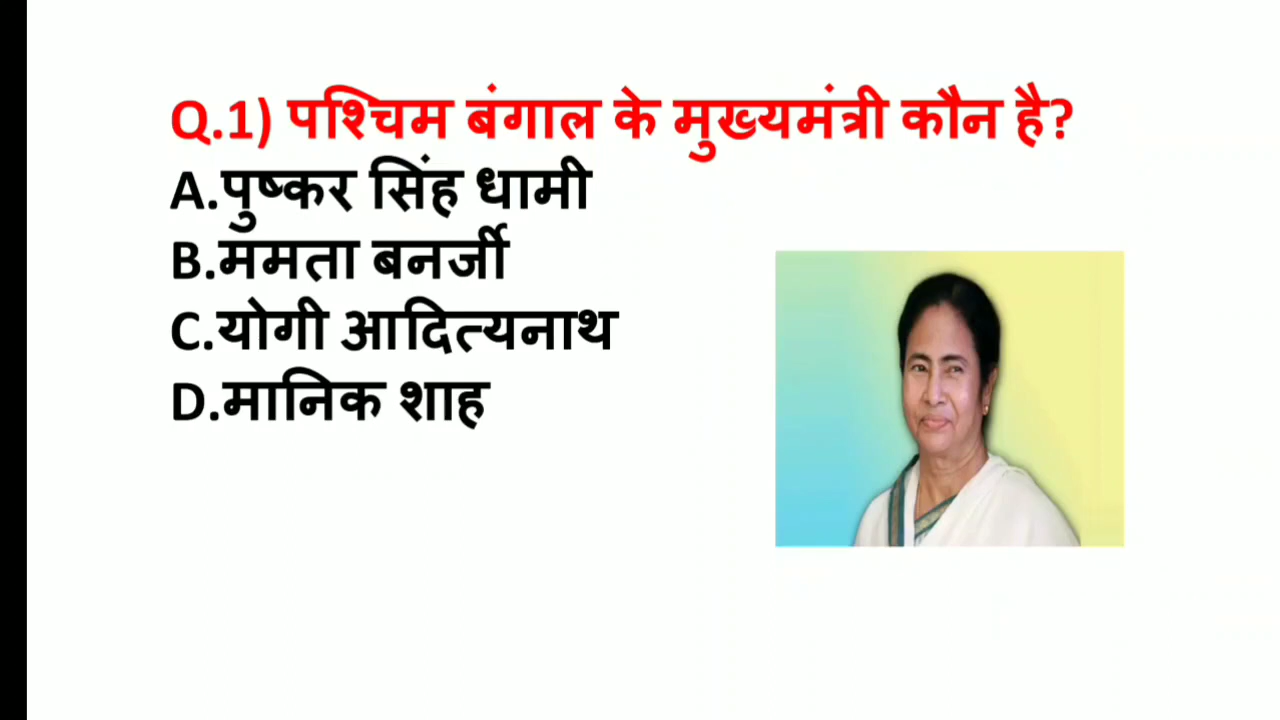 Q.1) पश्चिम बंगाल के मुख्यमंत्री कौन है?
A.पुष्कर सिंह धामी
B.ममता बनर्जी
C.योगी आदित्यनाथ
D.मानिक शाह